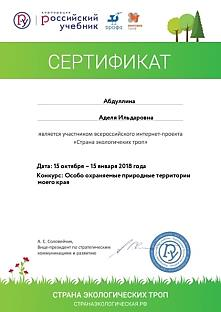 корпорация
российский
учебник
дрофа
СЕРТИФИКАТ
Абдуллина
Аделя Ильдаровна
является участником всероссийского интернет-проекта
«Страна экологических троп»
Дата: 15 октября – 15 января 2018 года
Конкурс: Особо охраняемые природные территории
моего края
А. Е. Соловейчик,
Вице-президент по стратегическим
коммуникациям и развитию
СТРАНА ЭКОЛОГИЧЕСКИХ ТРОП
СТРАНАЭКОЛОГИЧЕСКАЯ.РФ